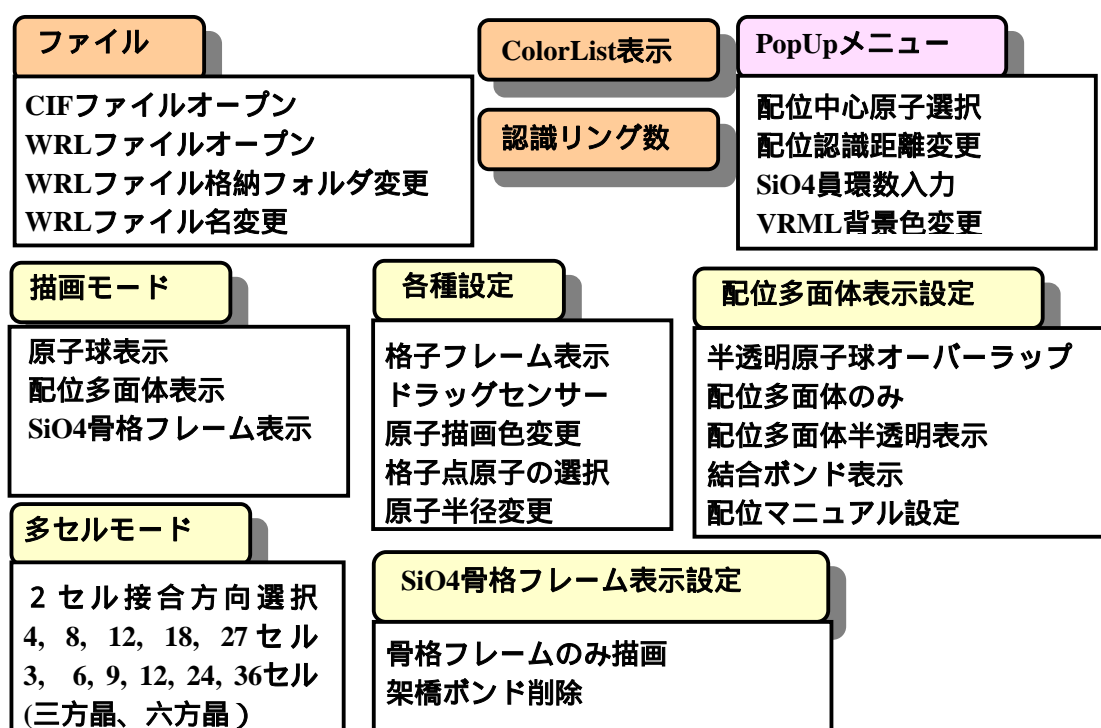 ファイル
CIFファイルオープン
WRLファイルオープン
WRLファイル格納フォルダ変更
WRLファイル名変更
ColorList表示
認識リング数
PopUpメニュー
配位中心原子選択
配位認識距離変更
SiO4員環数入力
VRML背景色変更
描画モード
原子球表示
配位多面体表示
SiO4骨格フレーム表示
各種設定
格子フレーム表示
ドラッグセンサー
原子描画色変更
格子点原子の選択
原子半径変更
配位多面体表示設定
半透明原子球オーバーラップ
配位多面体のみ
配位多面体半透明表示
結合ボンド表示
配位マニュアル設定
多セルモード
２セル接合方向選択
4, 8, 12, 18, 27セル
3, 6, 9, 12, 24, 36セル
(三方晶、六方晶）
SiO4骨格フレーム表示設定
骨格フレームのみ描画
架橋ボンド削除